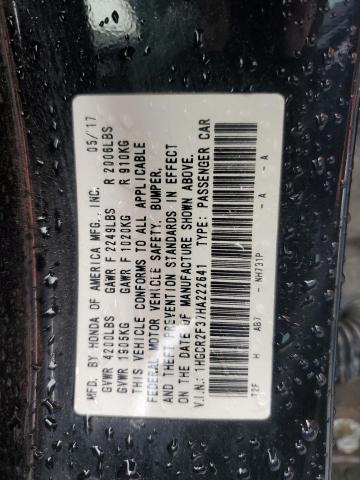 MFD. BY HONDA OF AMERICA MFG., INC. 05/'17
GVWR 4200LBS GAWR F 2249LBS R 2006LBS
GVWR 1905KG GAWR F 1020KG R 910KG
THIS VEHICLE CONFORMS TO ALL APPLICABLE
FEDERAL MOTOR VEHICLE SAFETY, BUMPER,
AND THEFT PREVENTION STANDARDS IN EFFECT
ON THE DATE OF MANUFACTURE SHOWN ABOVE.
V.I.N.: 1HGCR2F37HA222641 TYPE: PASSENGER CAR
T2F H AB7 - NH731P - A - A